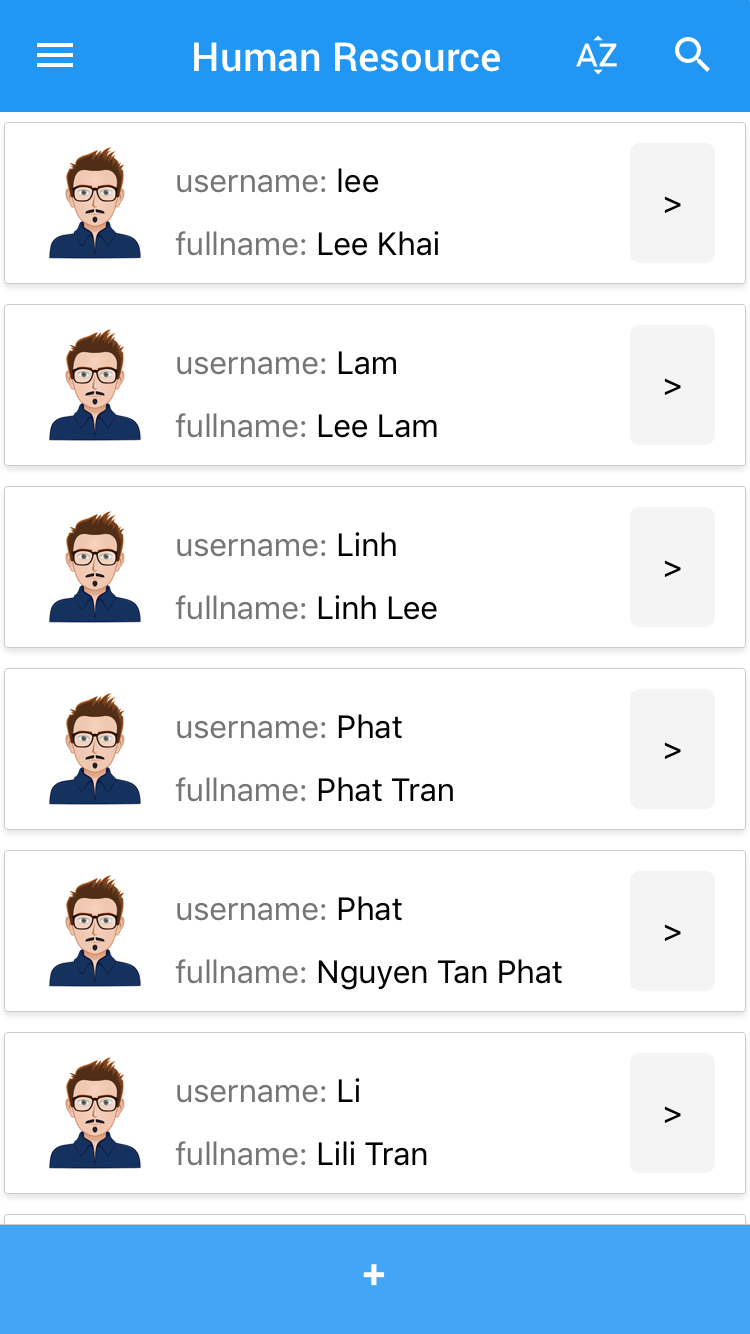 Human Resource AZ
username: lee
fullname: Lee Khai
>
username: Lam
fullname: Lee Lam
>
username: Linh
fullname: Linh Lee
>
username: Phat
fullname: Phat Tran
>
username: Phat
fullname: Nguyen Tan Phat
>
username: Li
fullname: Lili Tran
>
+